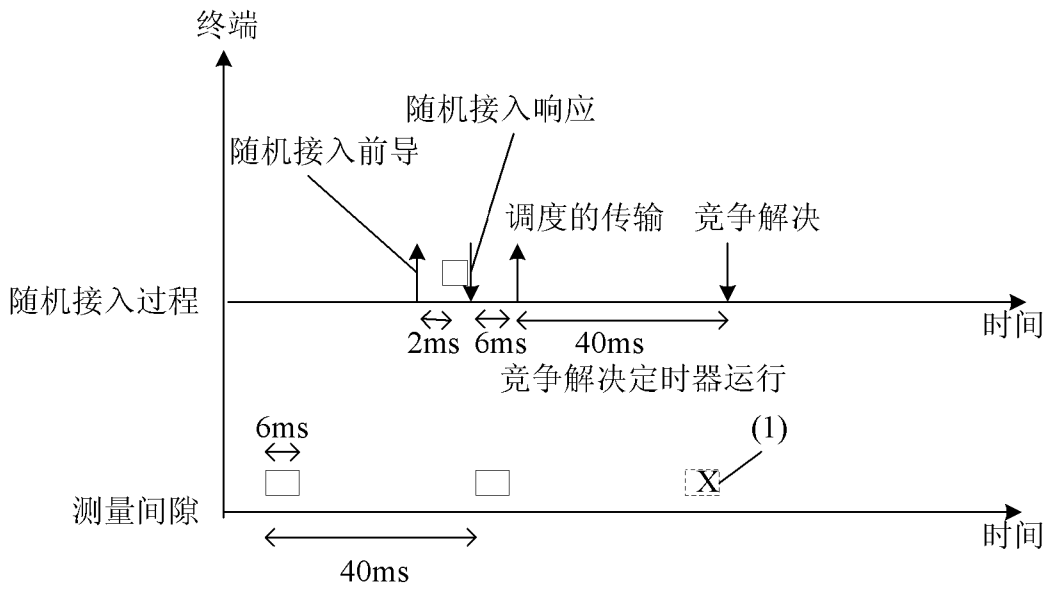 终端
随机接入响应
随机接入前导
调度的传输
竞争解决
随机接入过程
时间
2ms
6ms
40ms
竞争解决定时器运行
6ms
(1)
X
测量间隙
时间
40ms